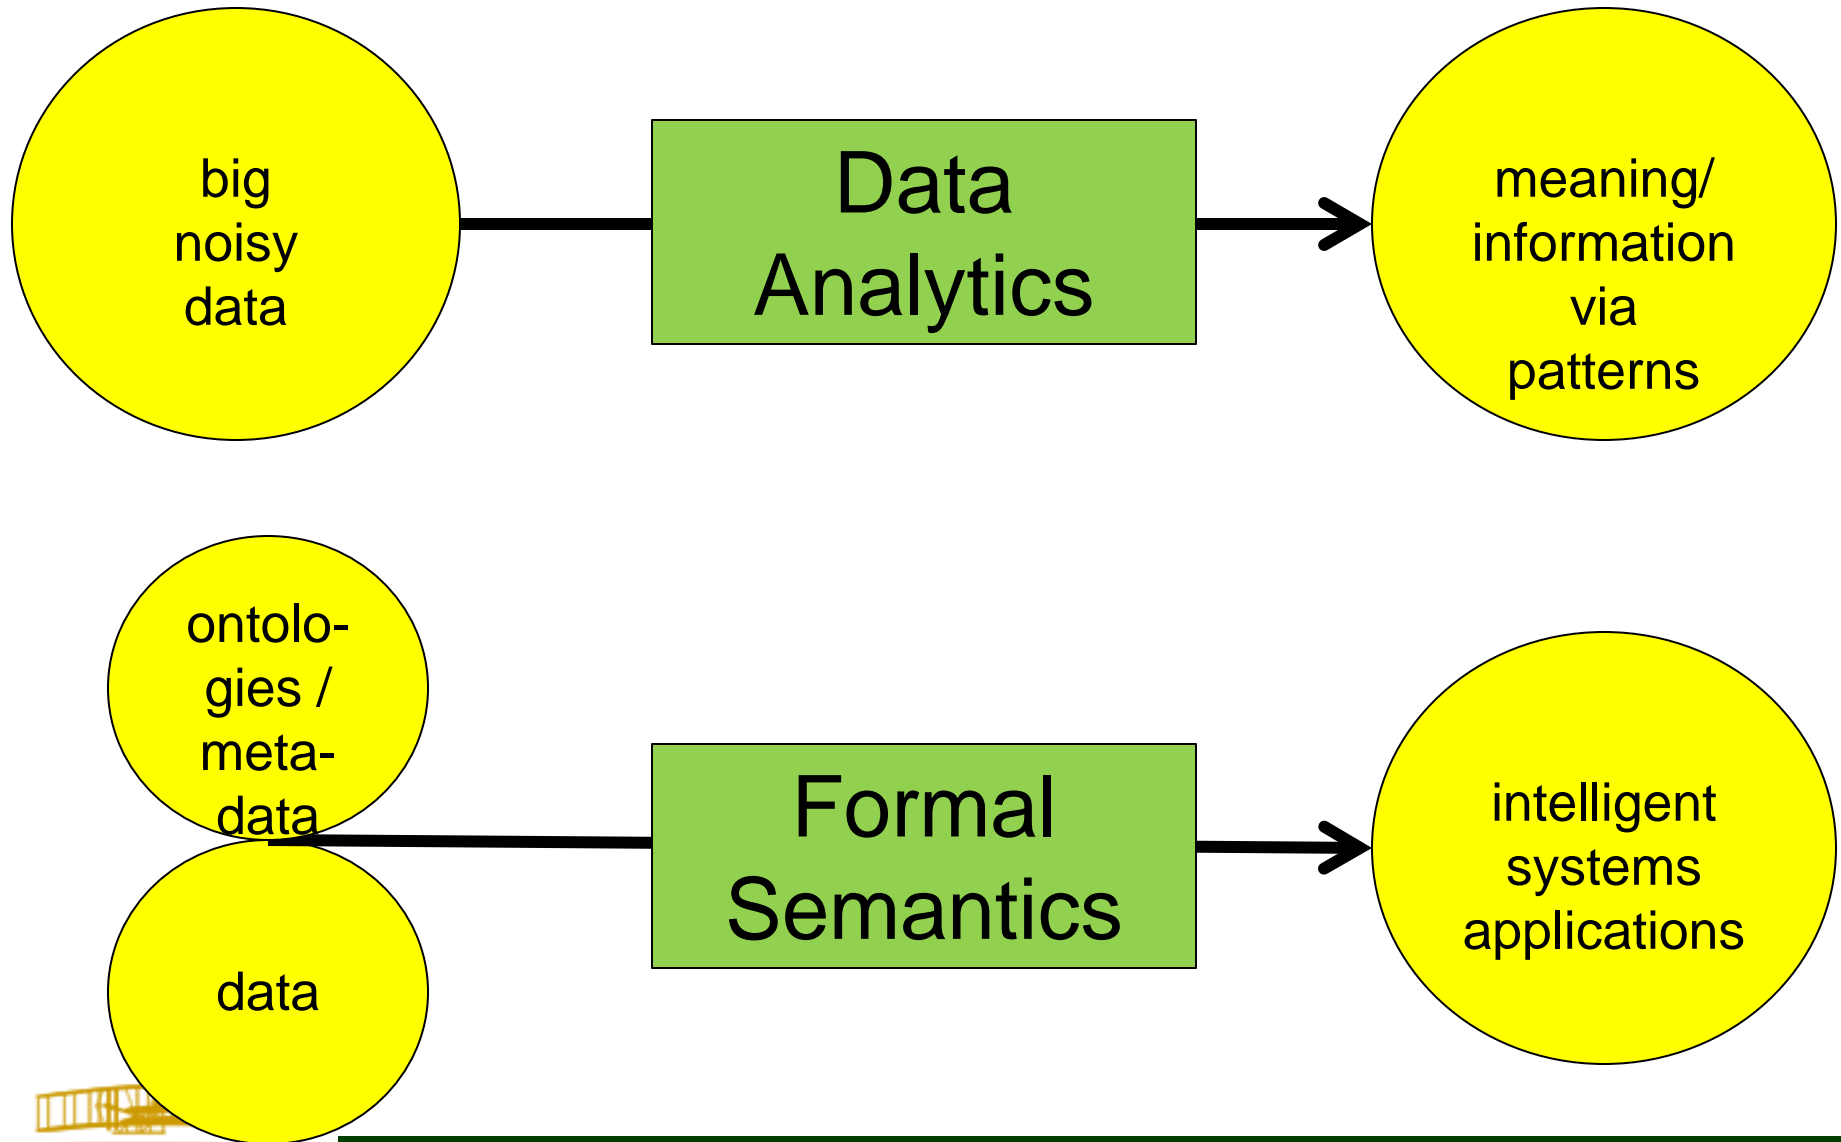 big
noisy
data
Data
Analytics
meaning/
information
via
patterns
ontolo-
gies /
meta-
data
data
Formal
Semantics
intelligent
systems
applications